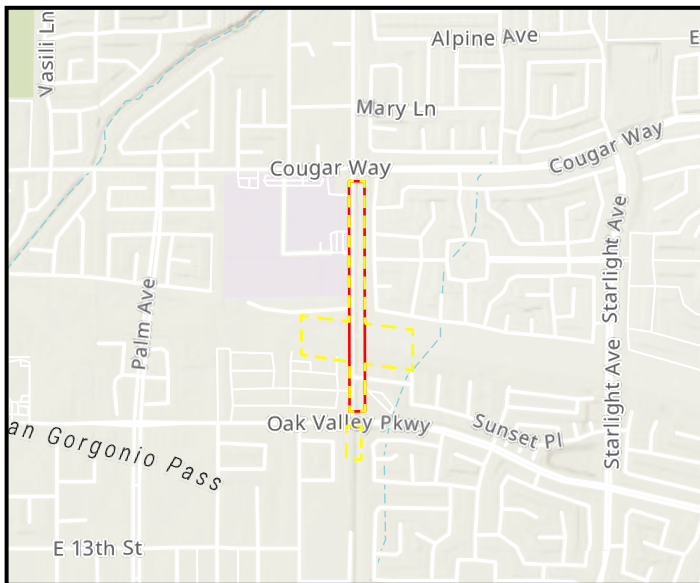 Vasili Ln
Alpine Ave
E
Mary Ln
Cougar Way
Cougar Way
Starlight Ave
Palm Ave
Starlight Ave
Oak Valley Pkwy
Sunset Pl
an Gorgonio Pass
E 13th St